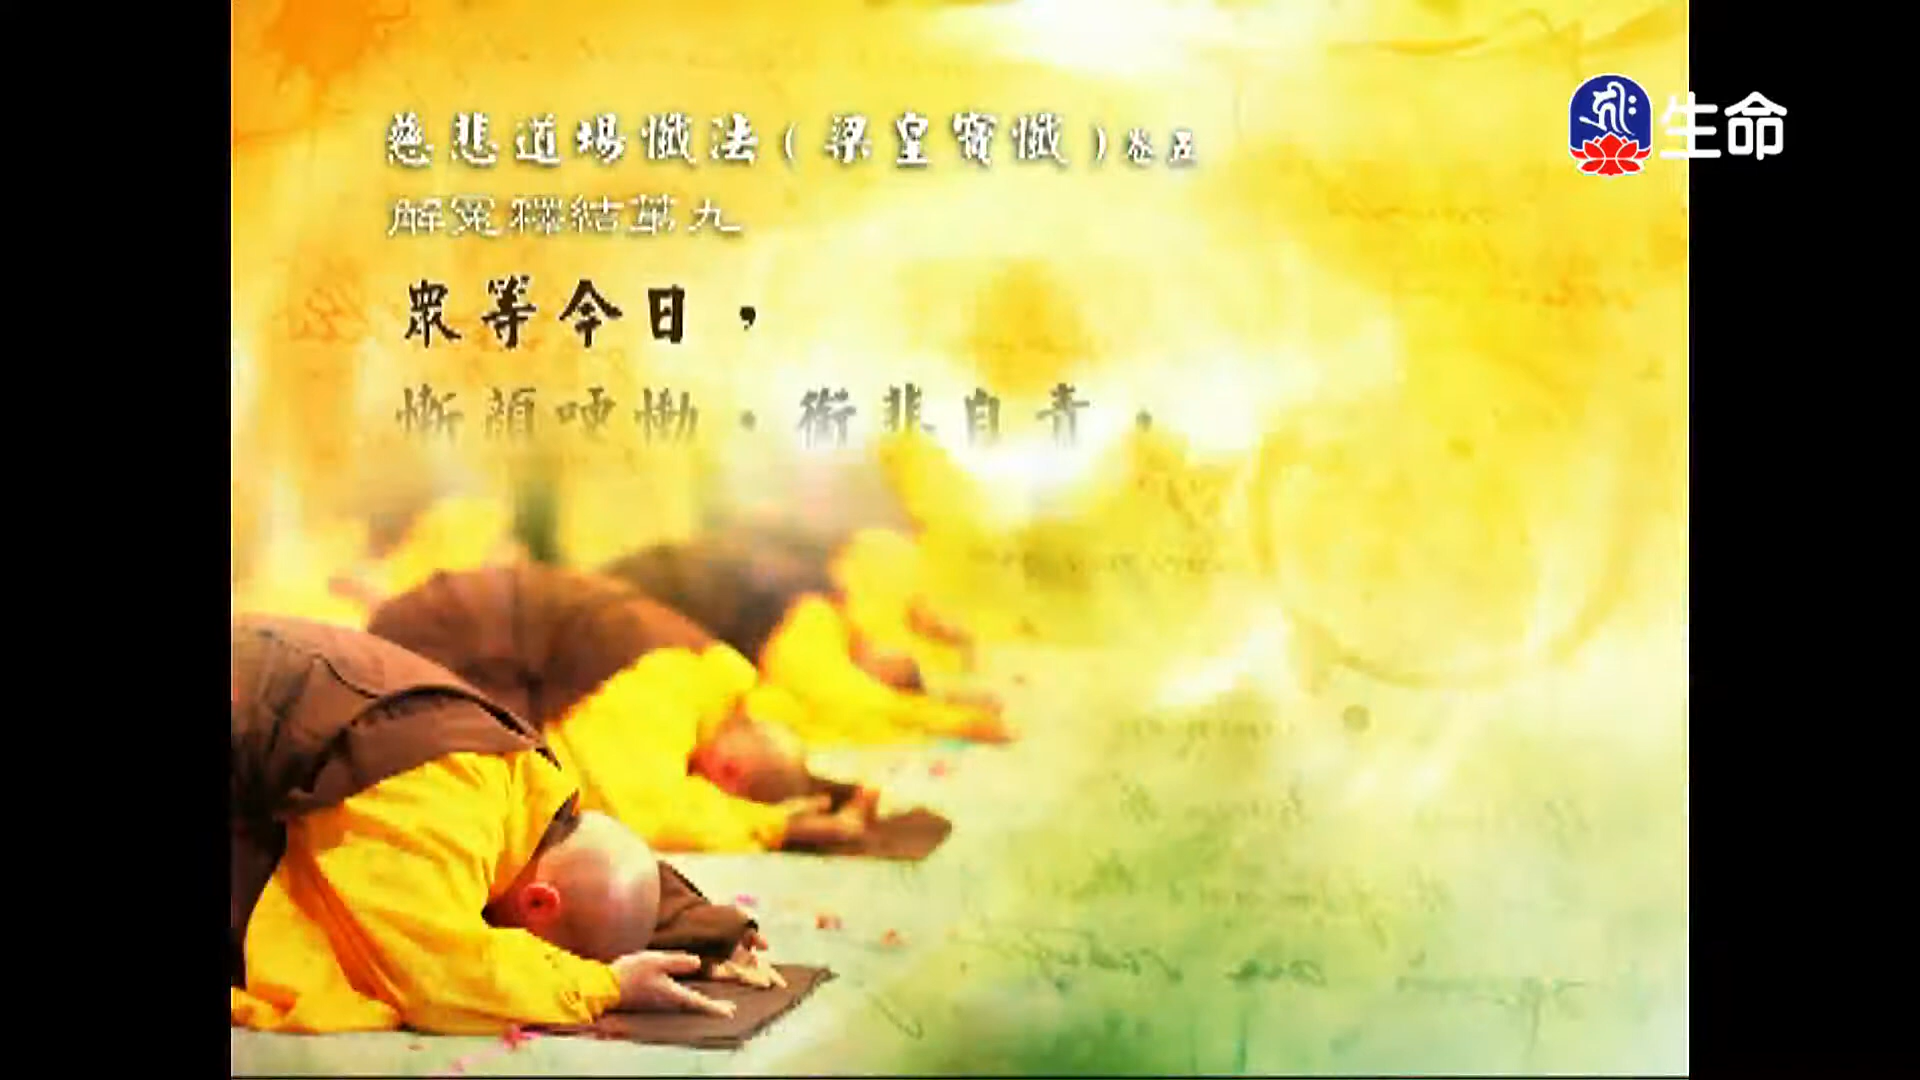 慈悲道場懺法(梁皇寶懺)卷五
解冤釋結第九
眾等今日，
慚顏哽慟，銜悲自責，
生命